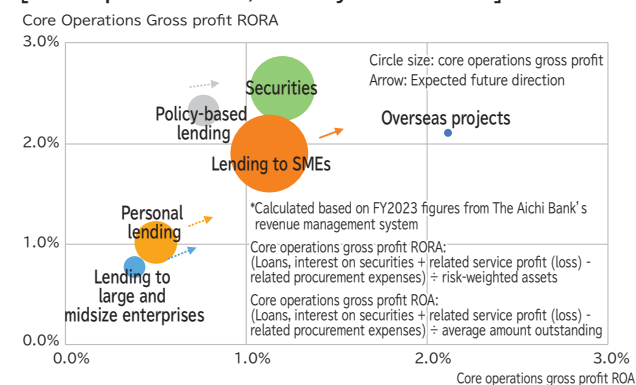 Core Operations Gross profit RORA
3.0%
Circle size: core operations gross profit
Arrow: Expected future direction
Securities
Policy-based
lending
Overseas projects
2.0%
Lending to SMEs
*Calculated based on FY2023 figures from The Aichi Bank's
revenue management system
Personal
lending
1.0%
Core operations gross profit RORA:
(Loans, interest on securities + related service profit (loss) -
related procurement expenses) ÷ risk-weighted assets
Lending to
large and
midsize enterprises
Core operations gross profit ROA:
(Loans, interest on securities + related service profit (loss) -
related procurement expenses) ÷ average amount outstanding
0.0%
0.0%
1.0%
2.0%
3.0%
Core operations gross profit ROA